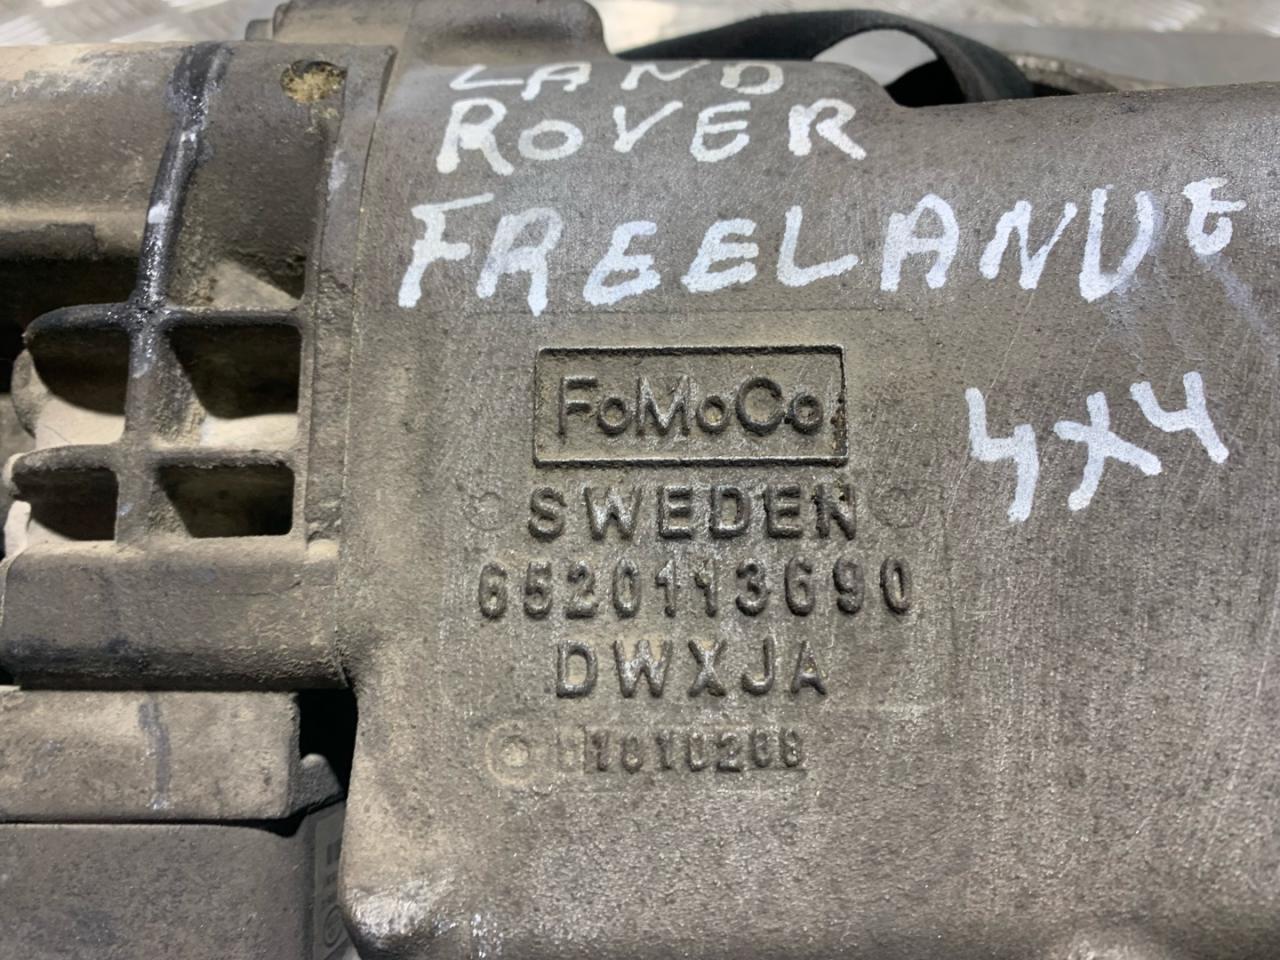 LAND
ROVER
FREELANDE
4X4
FoMoCo
SWEDEN
6520113690
DWXJA